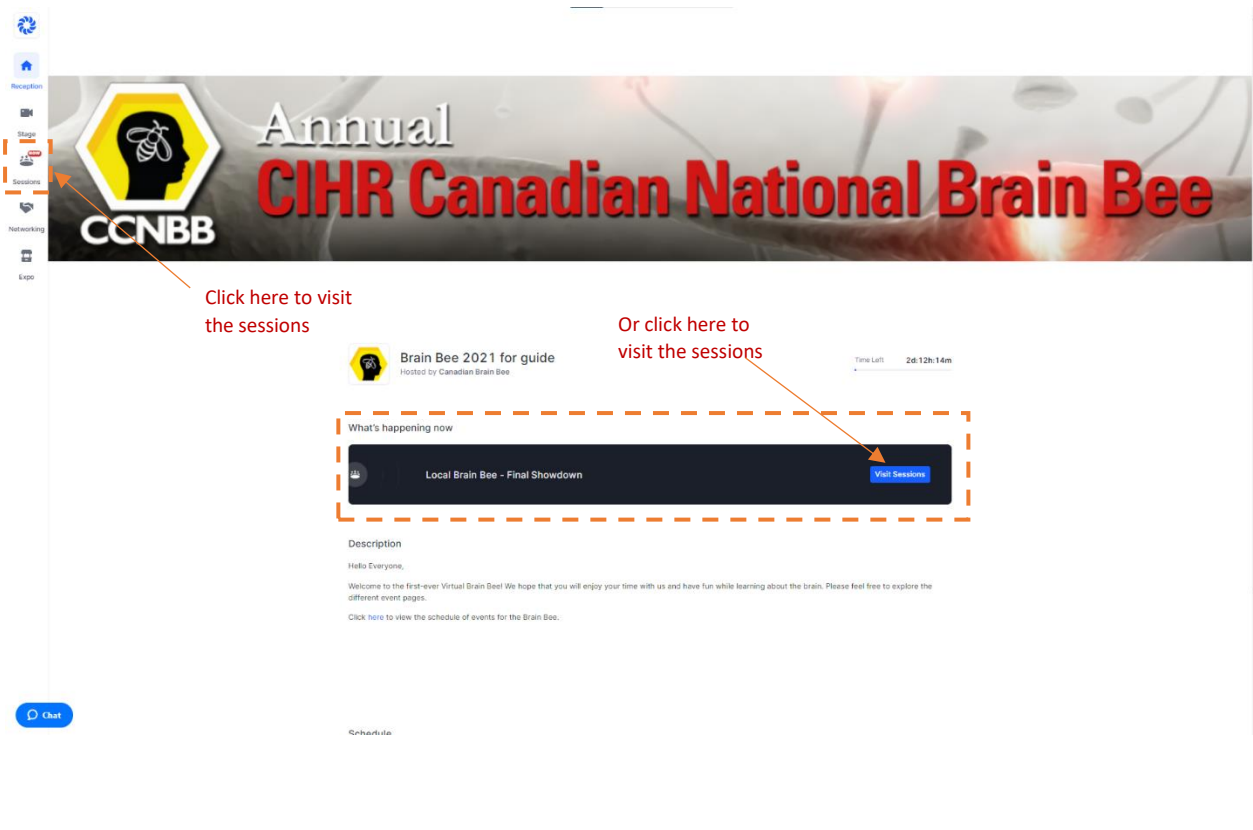 Reception
Stage
Sessions
Networking
Expo
Annual
CIHR Canadian National Brain Bee
CCNBB
Click here to visit
the sessions
Or click here to
visit the sessions
Brain Bee 2021 for guide
Hosted by Canadian Brain Bee
Time Left 2d:12h:14m
What's happening now
Local Brain Bee - Final Showdown
Visit Sessions
Description
Hello Everyone,
Welcome to the first-ever Virtual Brain Bee! We hope that you will enjoy your time with us and have fun while learning about the brain. Please feel free to explore the
different event pages.
Click here to view the schedule of events for the Brain Bee.
Chat
Schedule